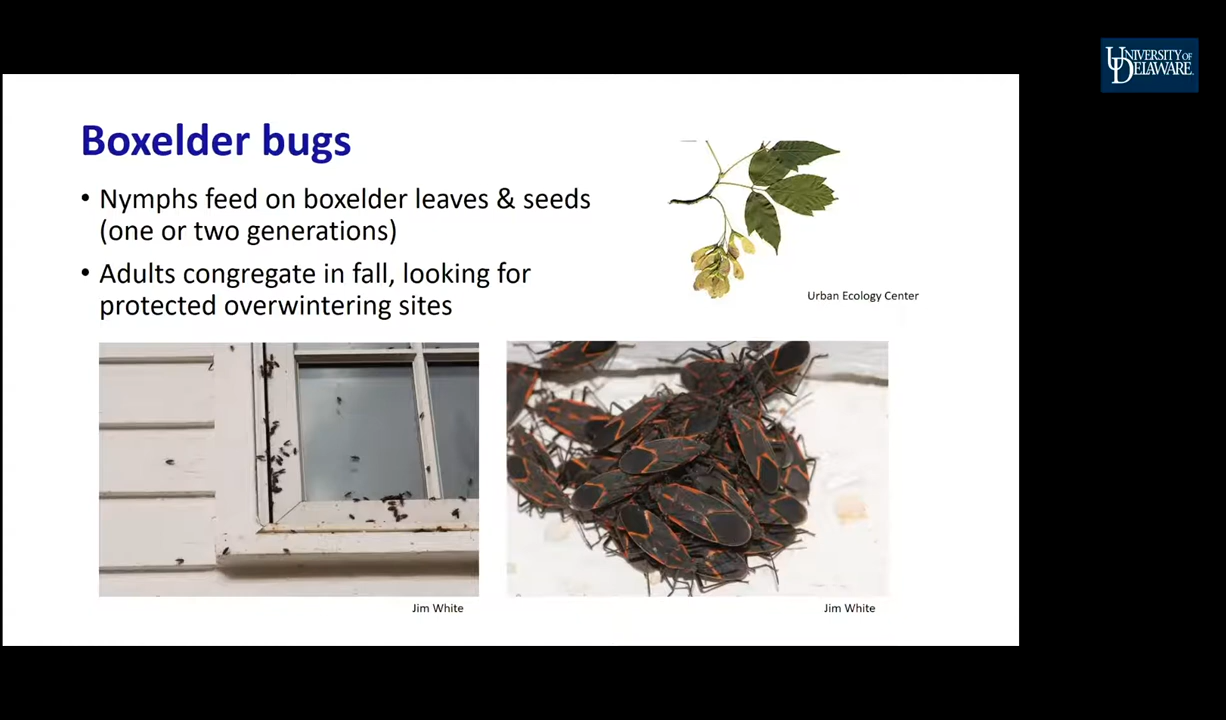 UNIVERSITY OF
DELAWARE
Boxelder bugs
• Nymphs feed on boxelder leaves & seeds
(one or two generations)
• Adults congregate in fall, looking for
protected overwintering sites
Urban Ecology Center
Jim White
Jim White